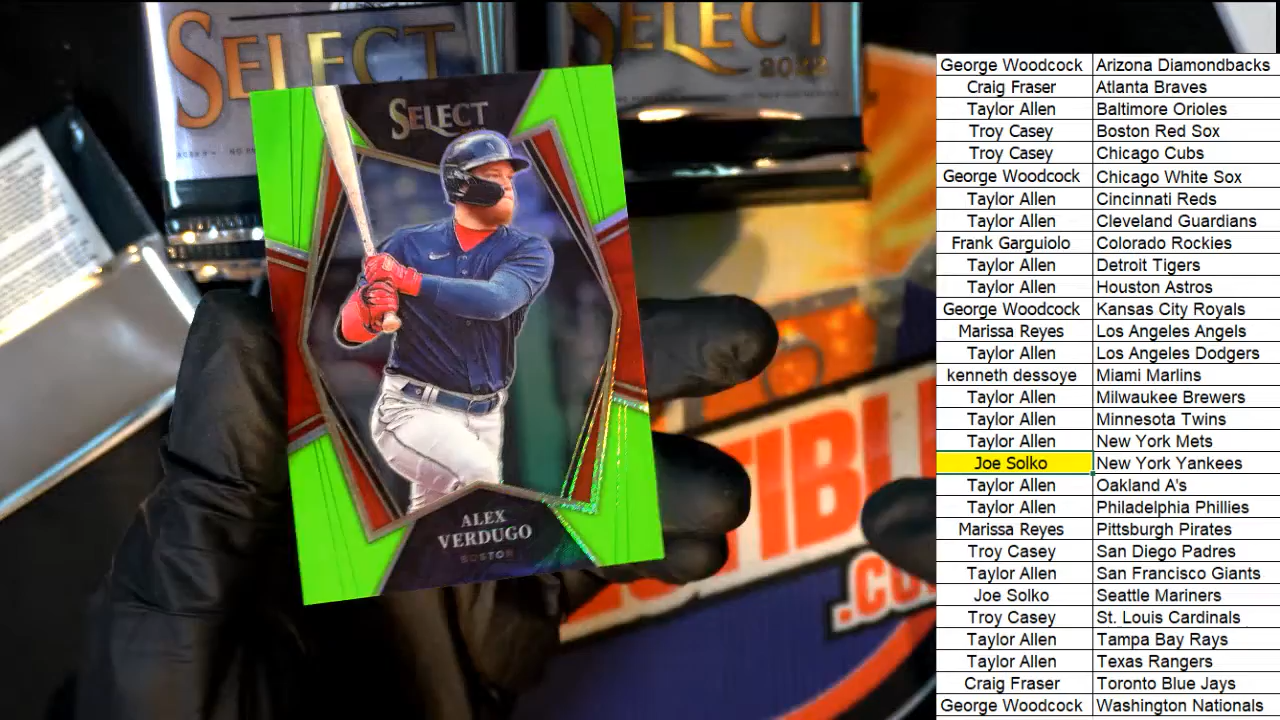 SELECT
SELECT
2022
SELECT
ALEX
VERDUGO
BOSTON
TIBL
.CO
George Woodcock Arizona Diamondbacks
Craig Fraser Atlanta Braves
Taylor Allen Baltimore Orioles
Troy Casey Boston Red Sox
Troy Casey Chicago Cubs
George Woodcock Chicago White Sox
Taylor Allen Cincinnati Reds
Taylor Allen Cleveland Guardians
Frank Garguiolo Colorado Rockies
Taylor Allen Detroit Tigers
Taylor Allen Houston Astros
George Woodcock Kansas City Royals
Marissa Reyes Los Angeles Angels
Taylor Allen Los Angeles Dodgers
kenneth dessoye Miami Marlins
Taylor Allen Milwaukee Brewers
Taylor Allen Minnesota Twins
Taylor Allen New York Mets
Joe Solko New York Yankees
Taylor Allen Oakland A's
Taylor Allen Philadelphia Phillies
Marissa Reyes Pittsburgh Pirates
Troy Casey San Diego Padres
Taylor Allen San Francisco Giants
Joe Solko Seattle Mariners
Troy Casey St. Louis Cardinals
Taylor Allen Tampa Bay Rays
Taylor Allen Texas Rangers
Craig Fraser Toronto Blue Jays
George Woodcock Washington Nationals